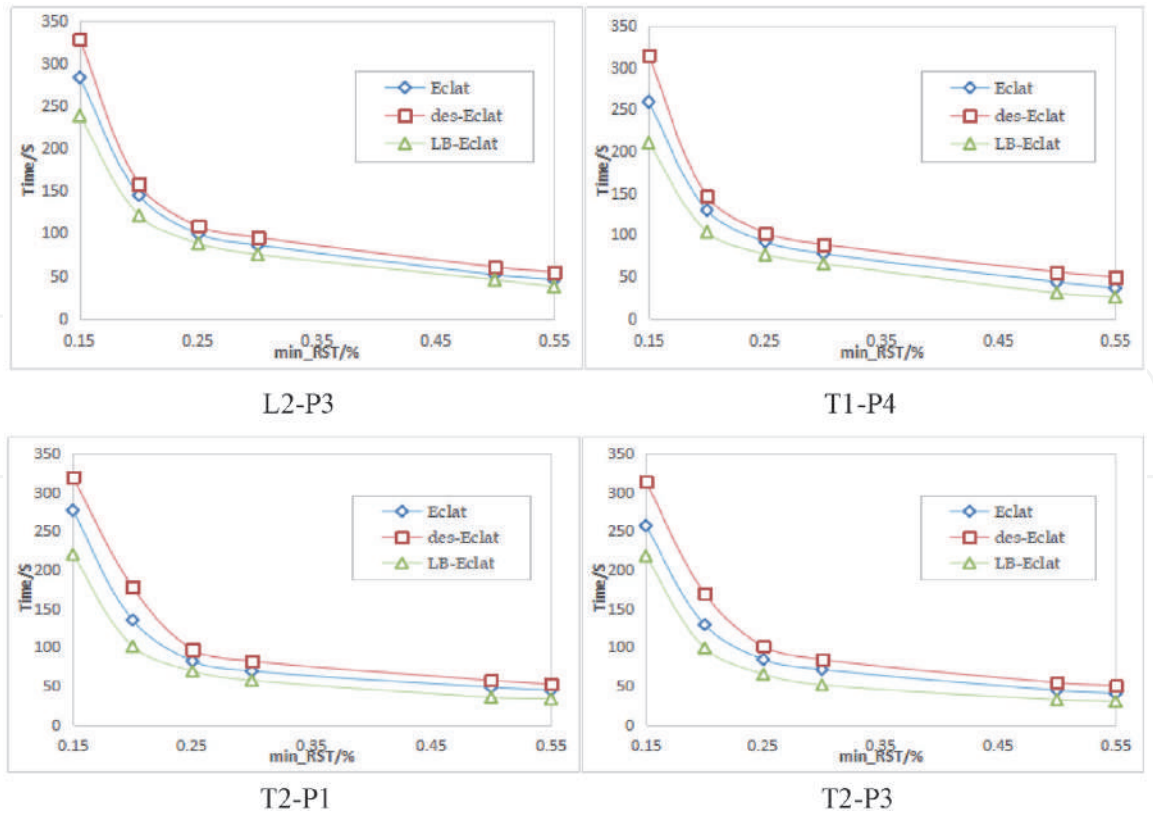 350
300
250
200
150
100
50
0
Time/S
0.15
0.25
0.35
0.45
0.55
min_RST/%
Eclat
des-Eclat
LB-Eclat
L2-P3
350
300
250
200
150
100
50
0
Time/S
0.15
0.25
0.35
0.45
0.55
min_RST/%
Eclat
des-Eclat
LB-Eclat
T1-P4
350
300
250
200
150
100
50
0
Time/S
0.15
0.25
0.35
0.45
0.55
min_RST/%
Eclat
des-Eclat
LB-Eclat
T2-P1
350
300
250
200
150
100
50
0
Time/S
0.15
0.25
0.35
0.45
0.55
min_RST/%
Eclat
des-Eclat
LB-Eclat
T2-P3